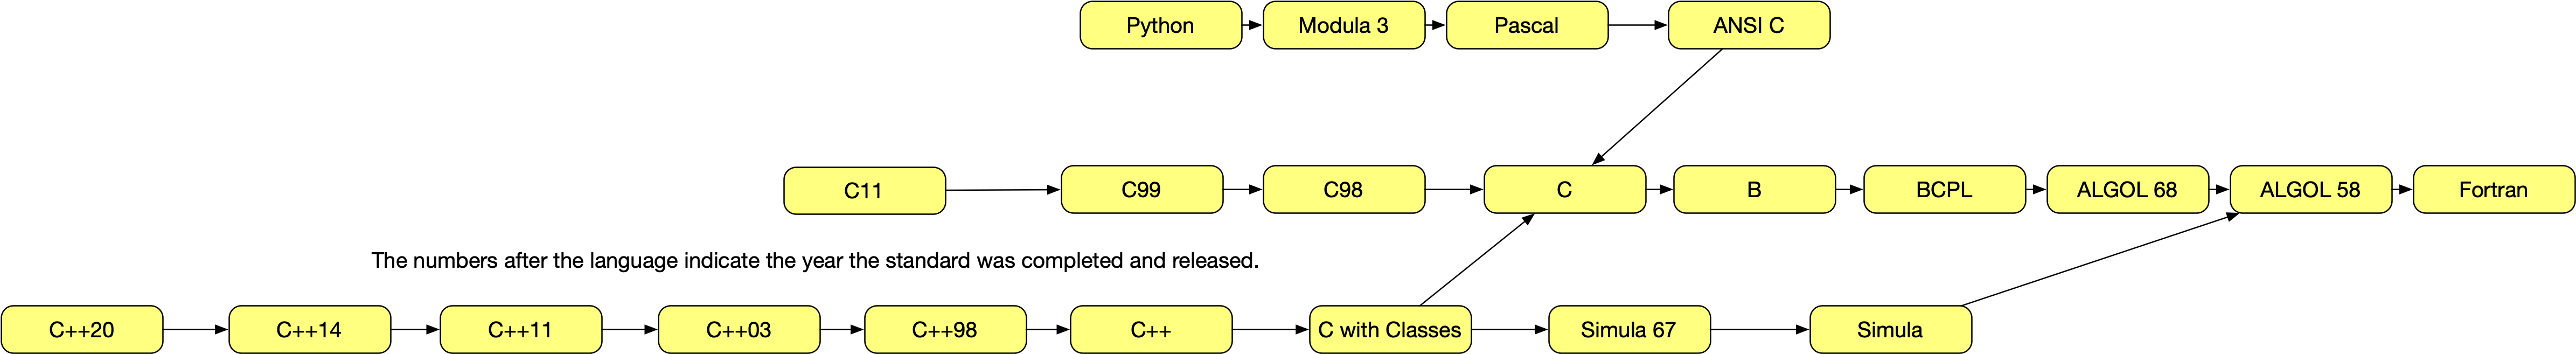 Python
Modula 3
Pascal
ANSI C
C11
C99
C98
C
B
BCPL
ALGOL 68
ALGOL 58
Fortran
The numbers after the language indicate the year the standard was completed and released.
C++20
C++14
C++11
C++03
C++98
C++
C with Classes
Simula 67
Simula